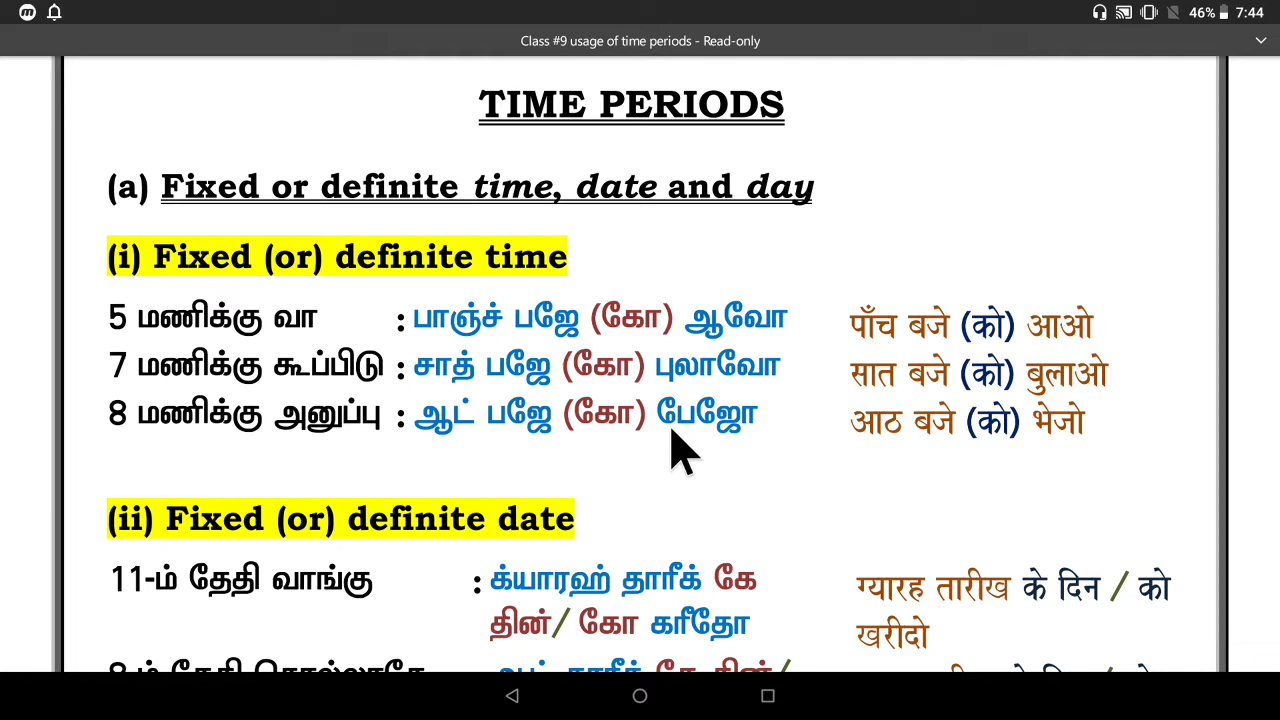 46% 7:44
Class #9 usage of time periods - Read-only
TIME PERIODS
(a) Fixed or definite time, date and day
(i) Fixed (or) definite time
5 மணிக்கு வா : பாஞ்ச் பஜே (கோ) ஆவோ पाँच बजे (को) आओ
7 மணிக்கு கூப்பிடு : சாத் பஜே (கோ) புலாவோ सात बजे (को) बुलाओ
8 மணிக்கு அனுப்பு : ஆட் பஜே (கோ) பேஜோ आठ बजे (को) भेजो
(ii) Fixed (or) definite date
11-ம் தேதி வாங்கு : க்யாரஹ் தாரீக் கே ग्यारह तारीख के दिन / को
தின்/ கோ கரீதோ खरीदो